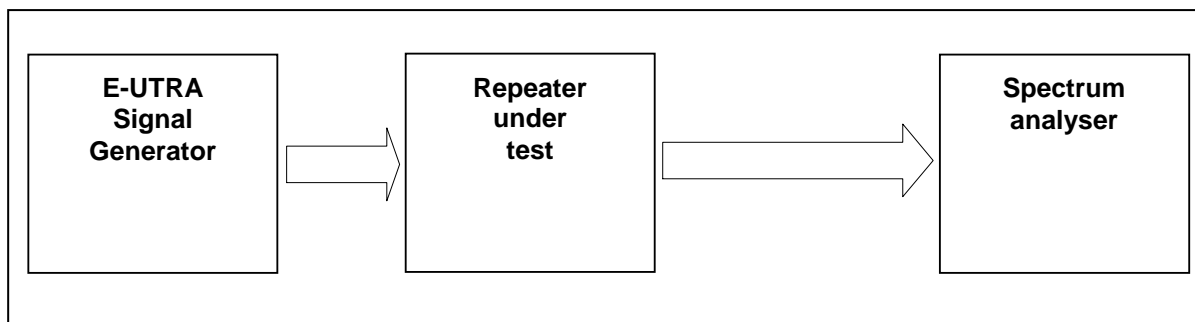 E-UTRA
Signal
Generator
Repeater
under
test
Spectrum
analyser